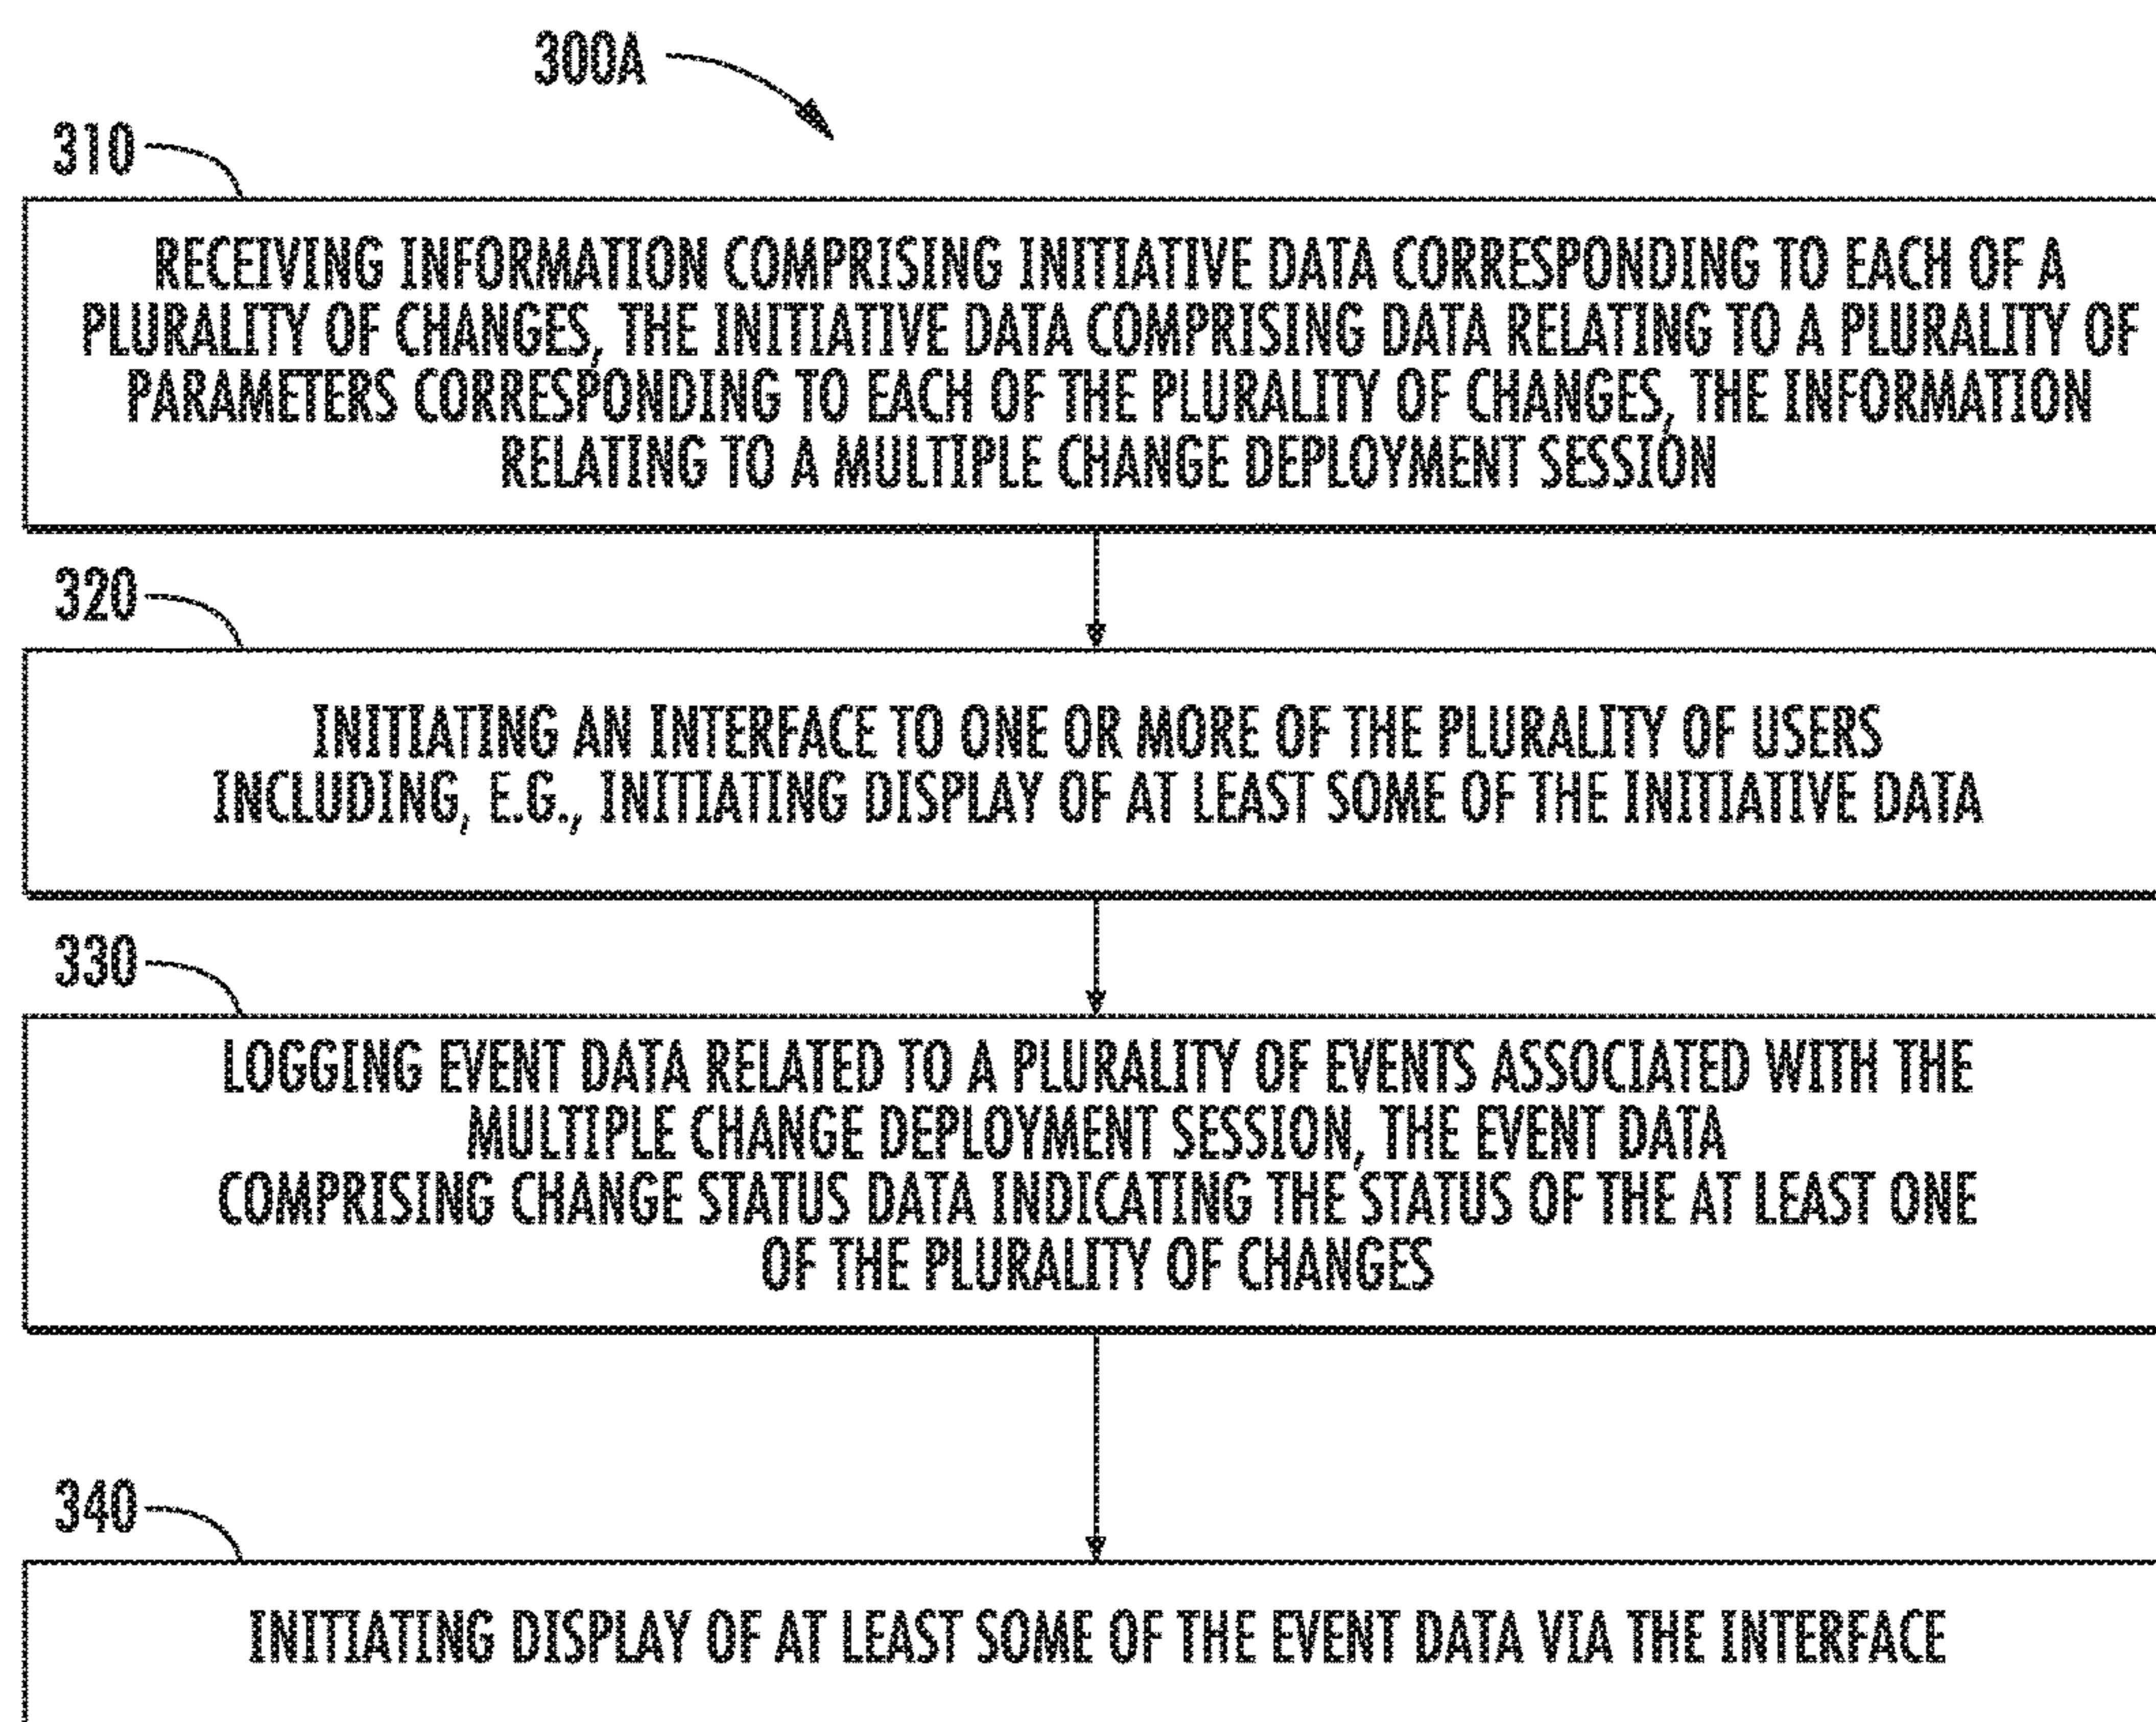 300A
310
RECEIVING INFORMATION COMPRISING INITIATIVE DATA CORRESPONDING TO EACH OF A
PLURALITY OF CHANGES, THE INITIATIVE DATA COMPRISING DATA RELATING TO A PLURALITY OF
PARAMETERS CORRESPONDING TO EACH OF THE PLURALITY OF CHANGES, THE INFORMATION
RELATING TO A MULTIPLE CHANGE DEPLOYMENT SESSION
320
INITIATING AN INTERFACE TO ONE OR MORE OF THE PLURALITY OF USERS
INCLUDING, E.G., INITIATING DISPLAY OF AT LEAST SOME OF THE INITIATIVE DATA
330
LOGGING EVENT DATA RELATED TO A PLURALITY OF EVENTS ASSOCIATED WITH THE
MULTIPLE CHANGE DEPLOYMENT SESSION, THE EVENT DATA
COMPRISING CHANGE STATUS DATA INDICATING THE STATUS OF THE AT LEAST ONE
OF THE PLURALITY OF CHANGES
340
INITIATING DISPLAY OF AT LEAST SOME OF THE EVENT DATA VIA THE INTERFACE